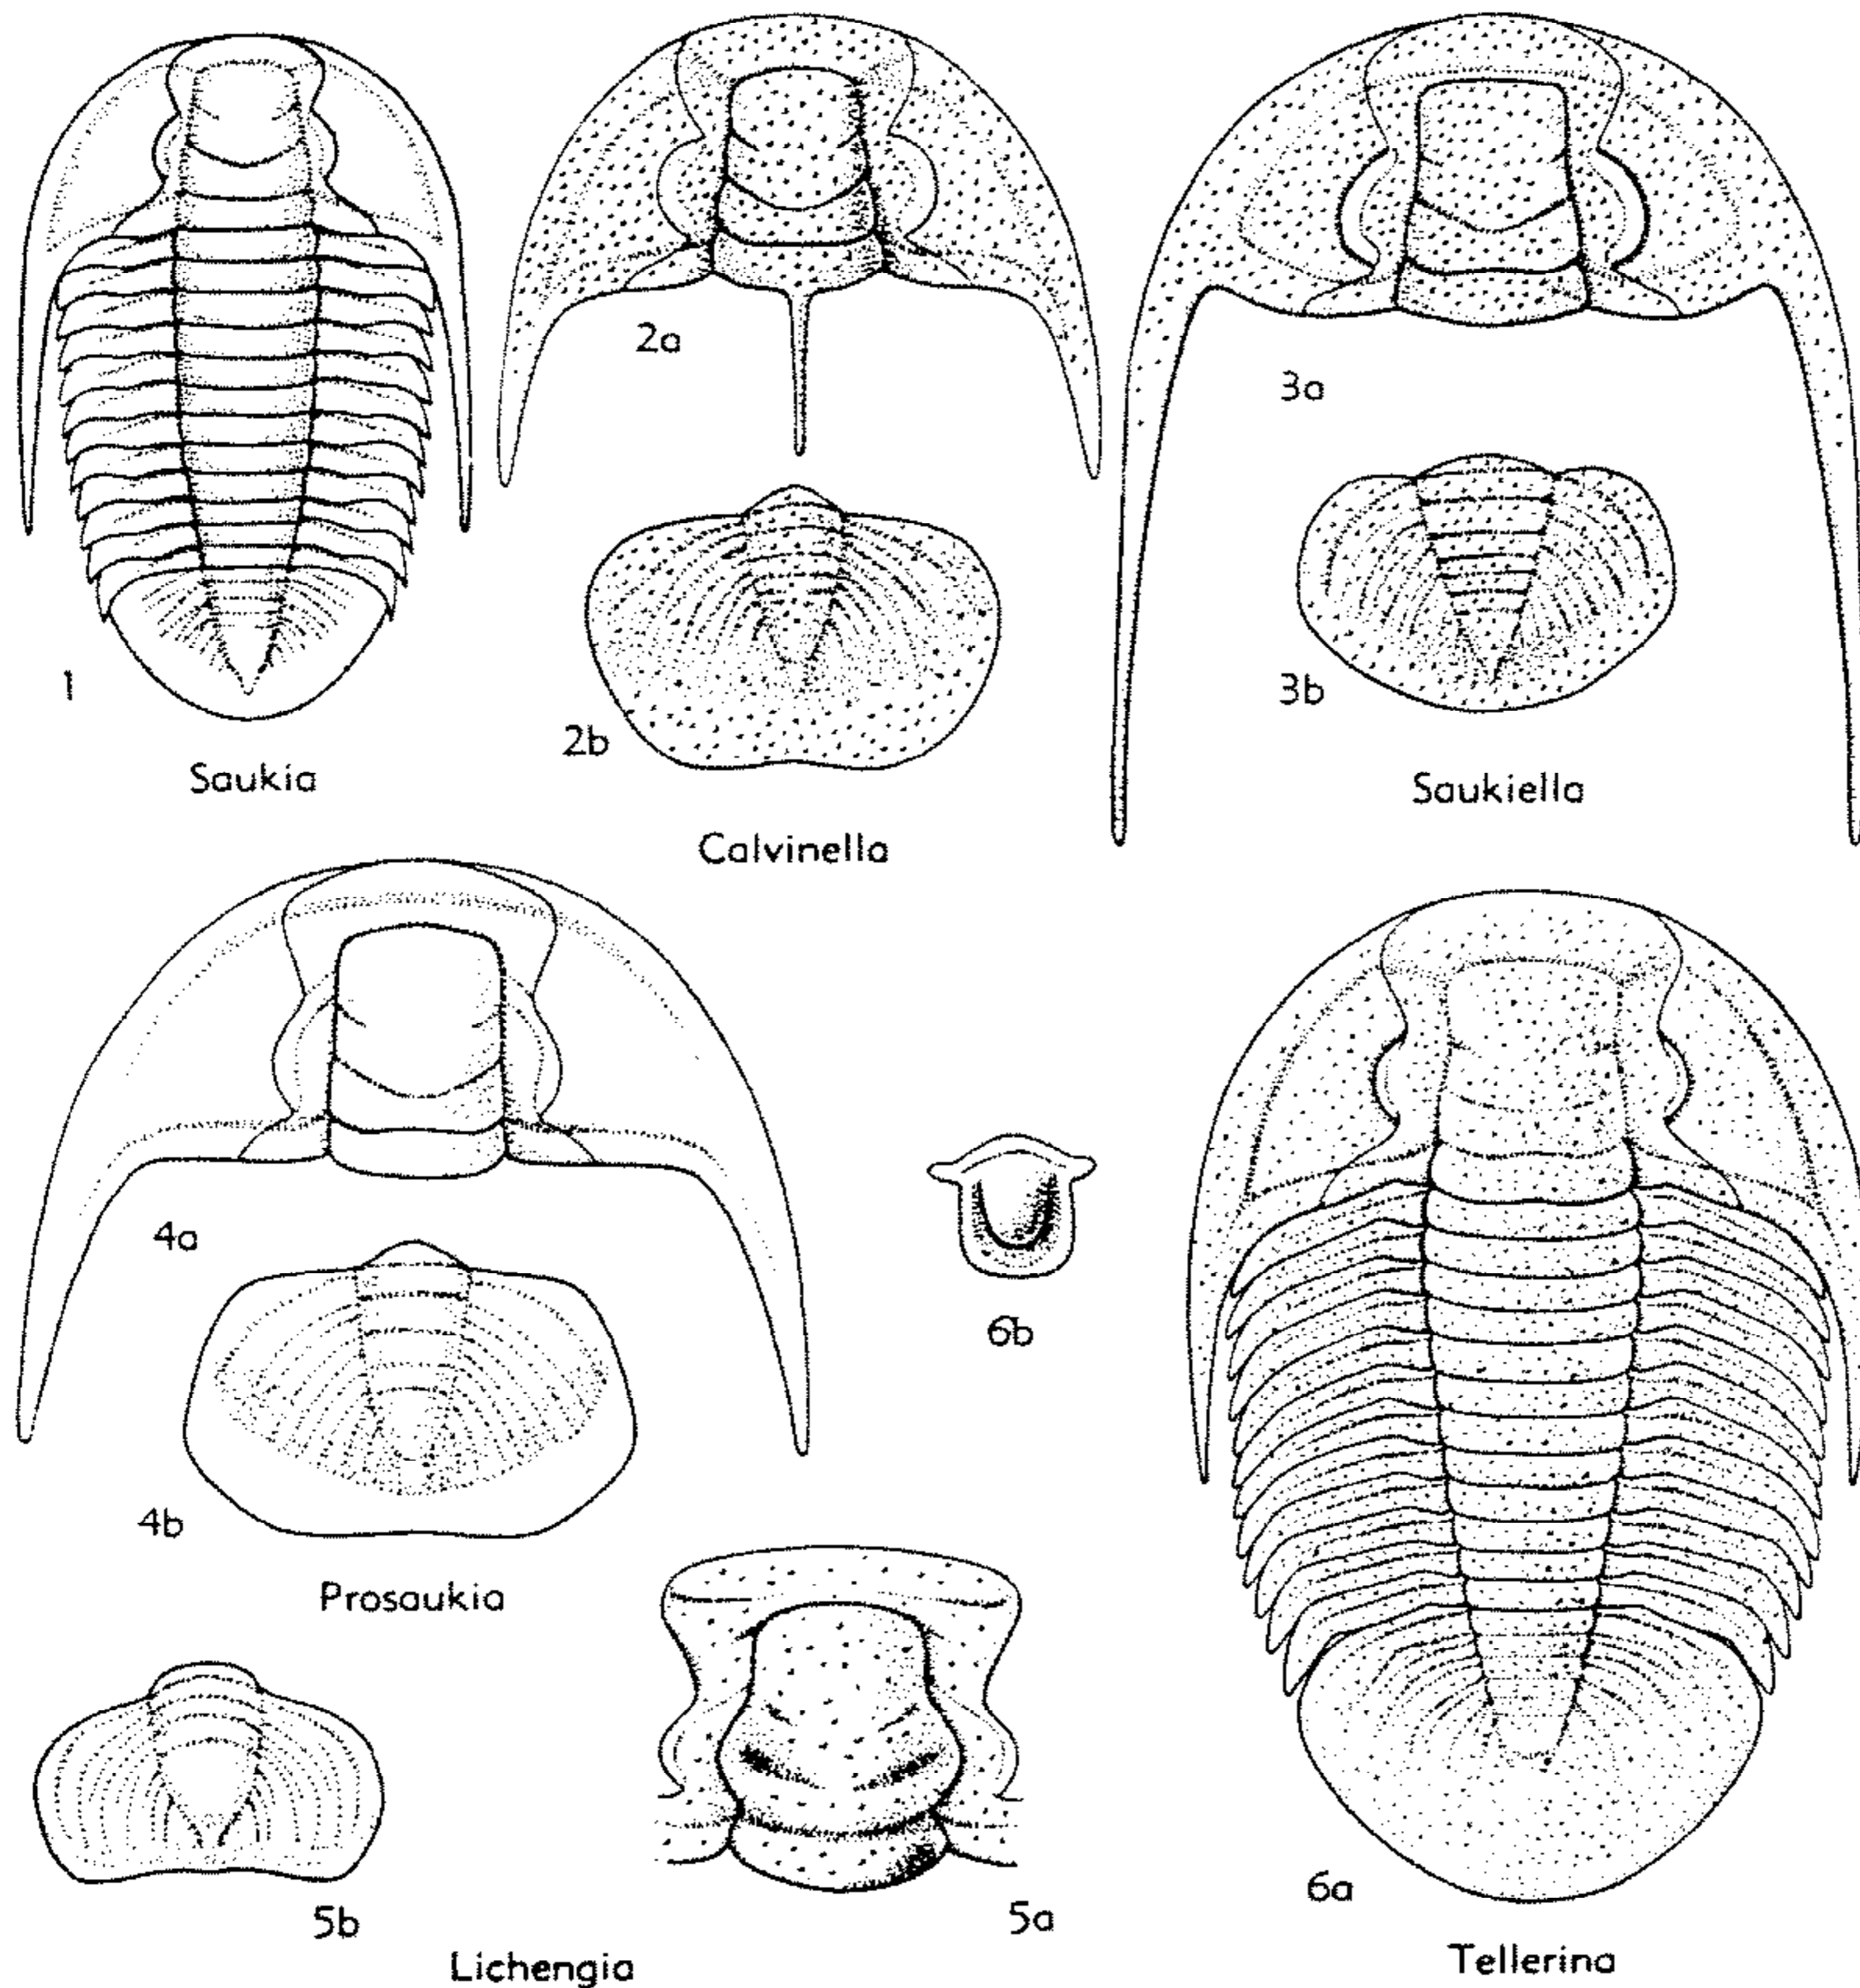 1
Saukia
2a
2b
Calvinella
3a
3b
Saukiella
4a
4b
Prosaukia
5b
5a
Lichengia
6b
6a
Tellerina